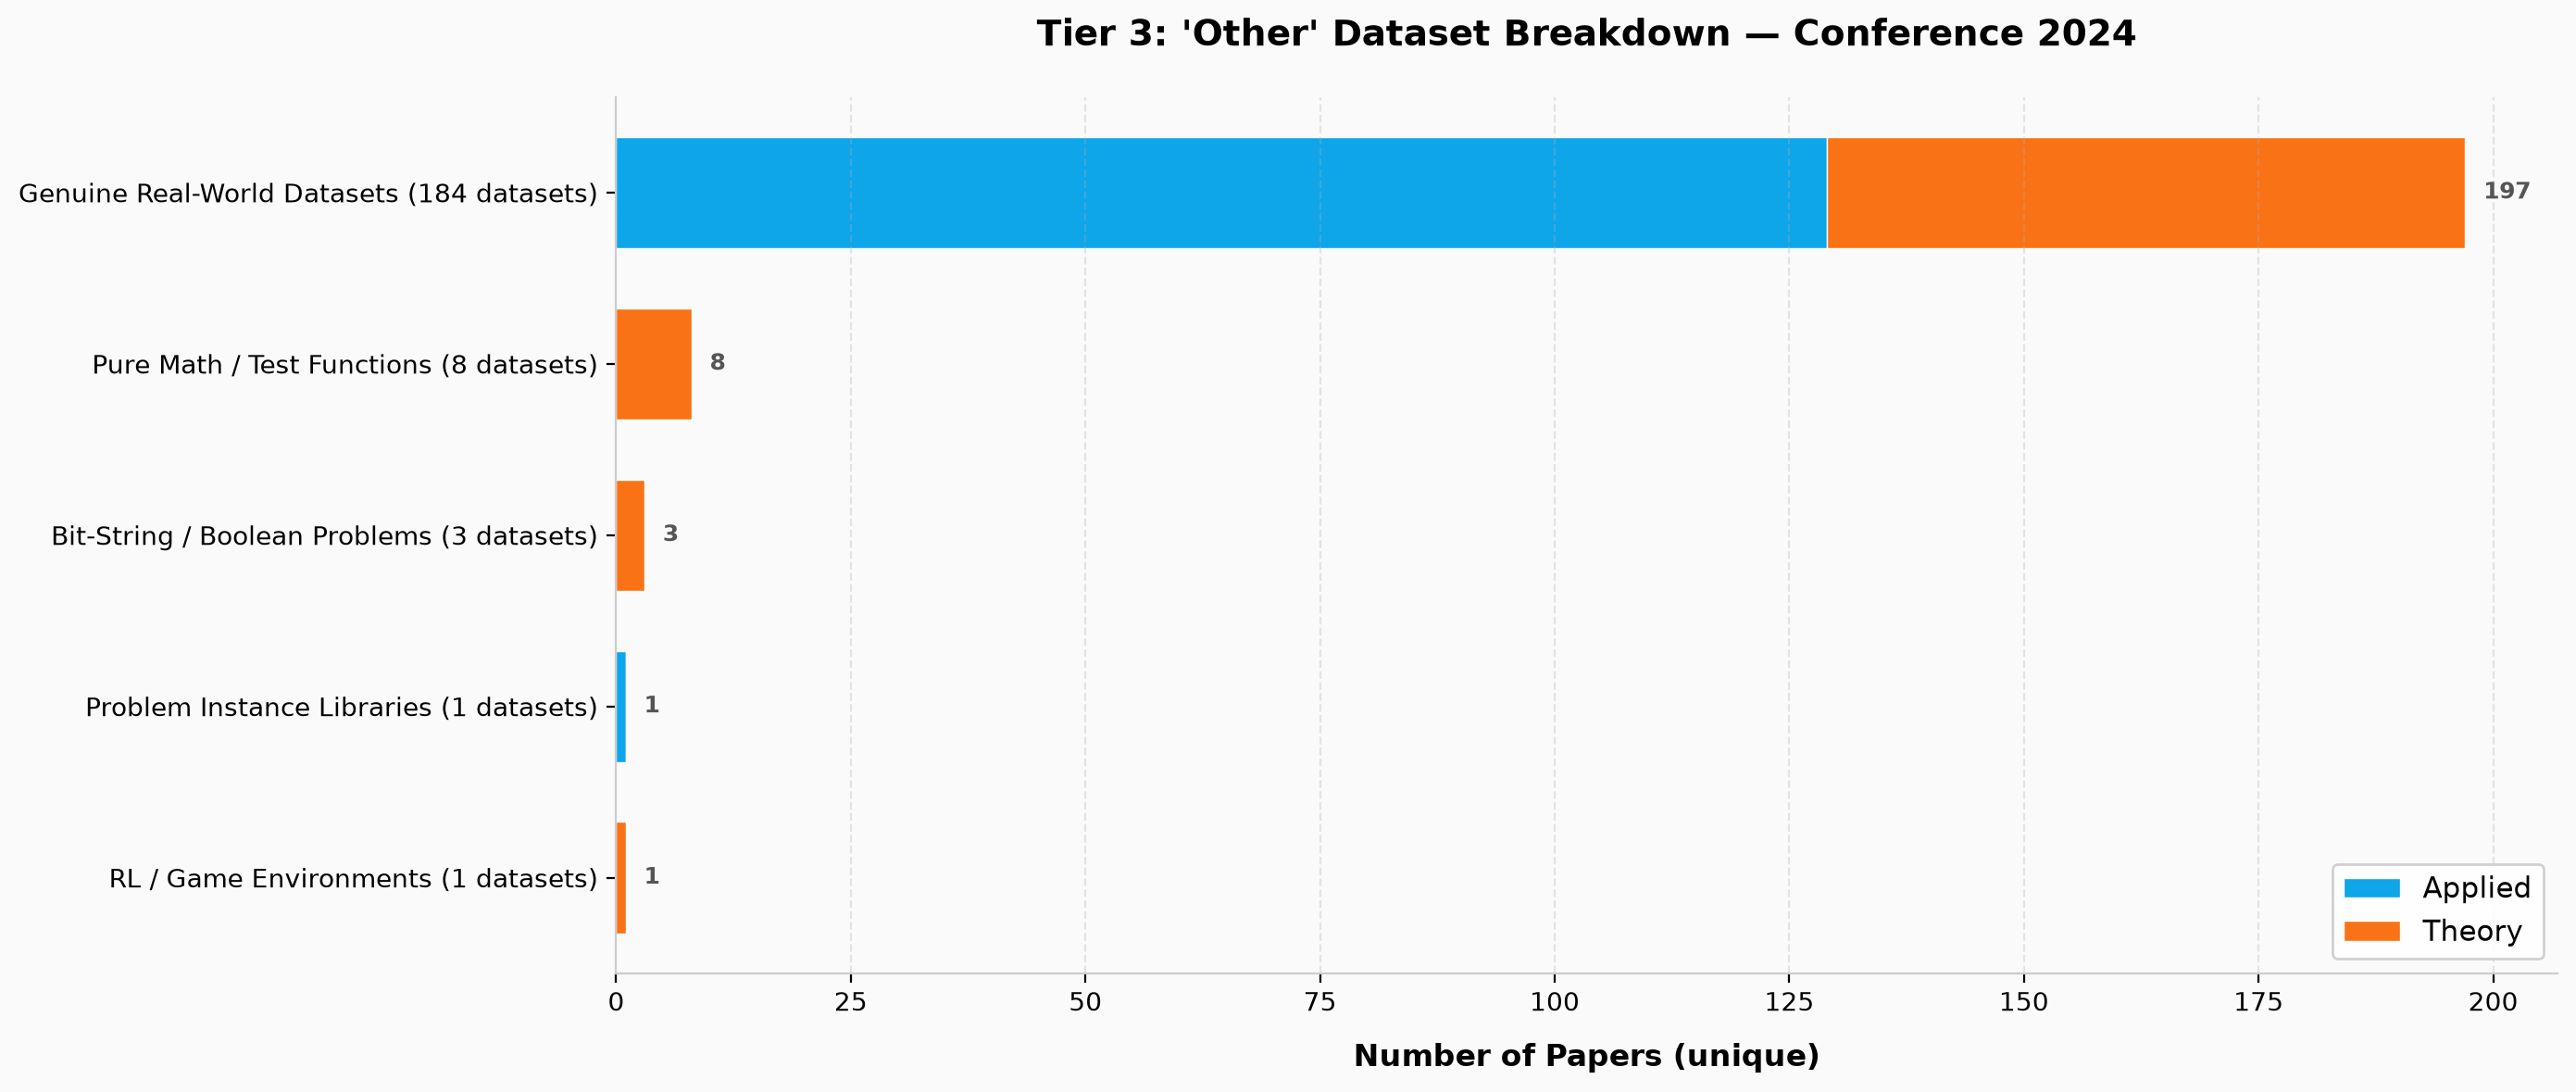 Tier 3: 'Other' Dataset Breakdown — Conference 2024
Genuine Real-World Datasets (184 datasets)
197
Pure Math / Test Functions (8 datasets)
8
Bit-String / Boolean Problems (3 datasets)
3
Problem Instance Libraries (1 datasets)
1
RL / Game Environments (1 datasets)
1
Applied
Theory
0 25 50 75 100 125 150 175 200
Number of Papers (unique)